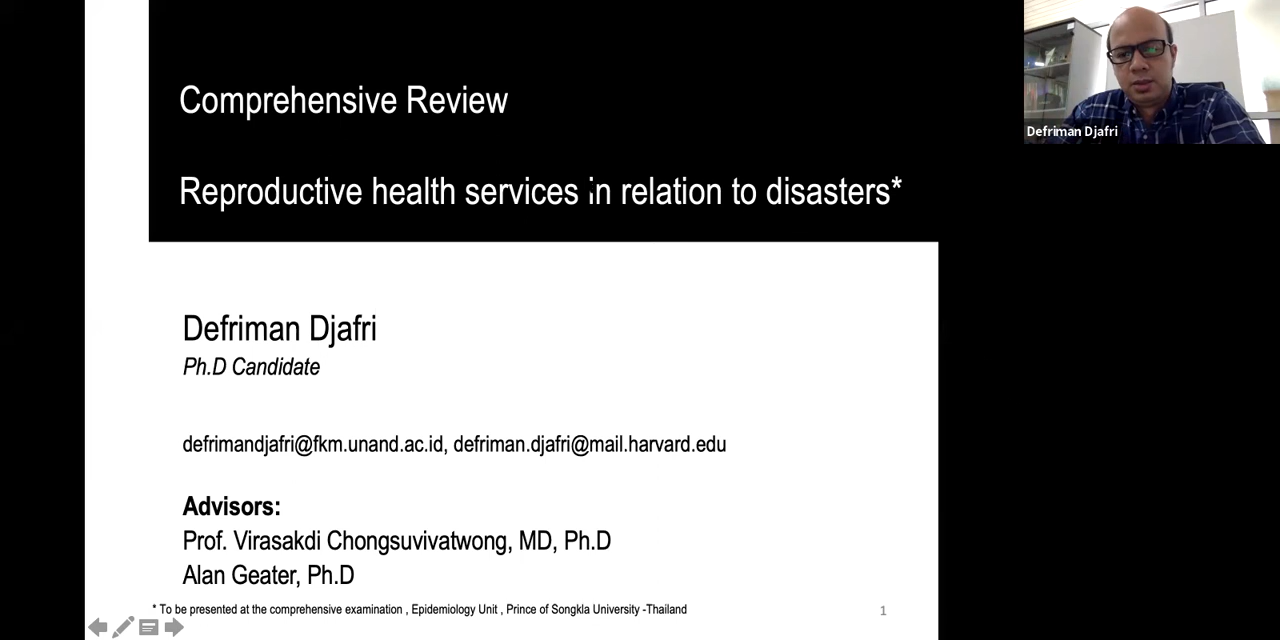 Comprehensive Review
Reproductive health services in relation to disasters*
Defriman Djafri
Defriman Djafri
Ph.D Candidate
defrimandjafri@fkm.unand.ac.id, defriman.djafri@mail.harvard.edu
Advisors:
Prof. Virasakdi Chongsuvivatwong, MD, Ph.D
Alan Geater, Ph.D
* To be presented at the comprehensive examination , Epidemiology Unit , Prince of Songkla University -Thailand
1